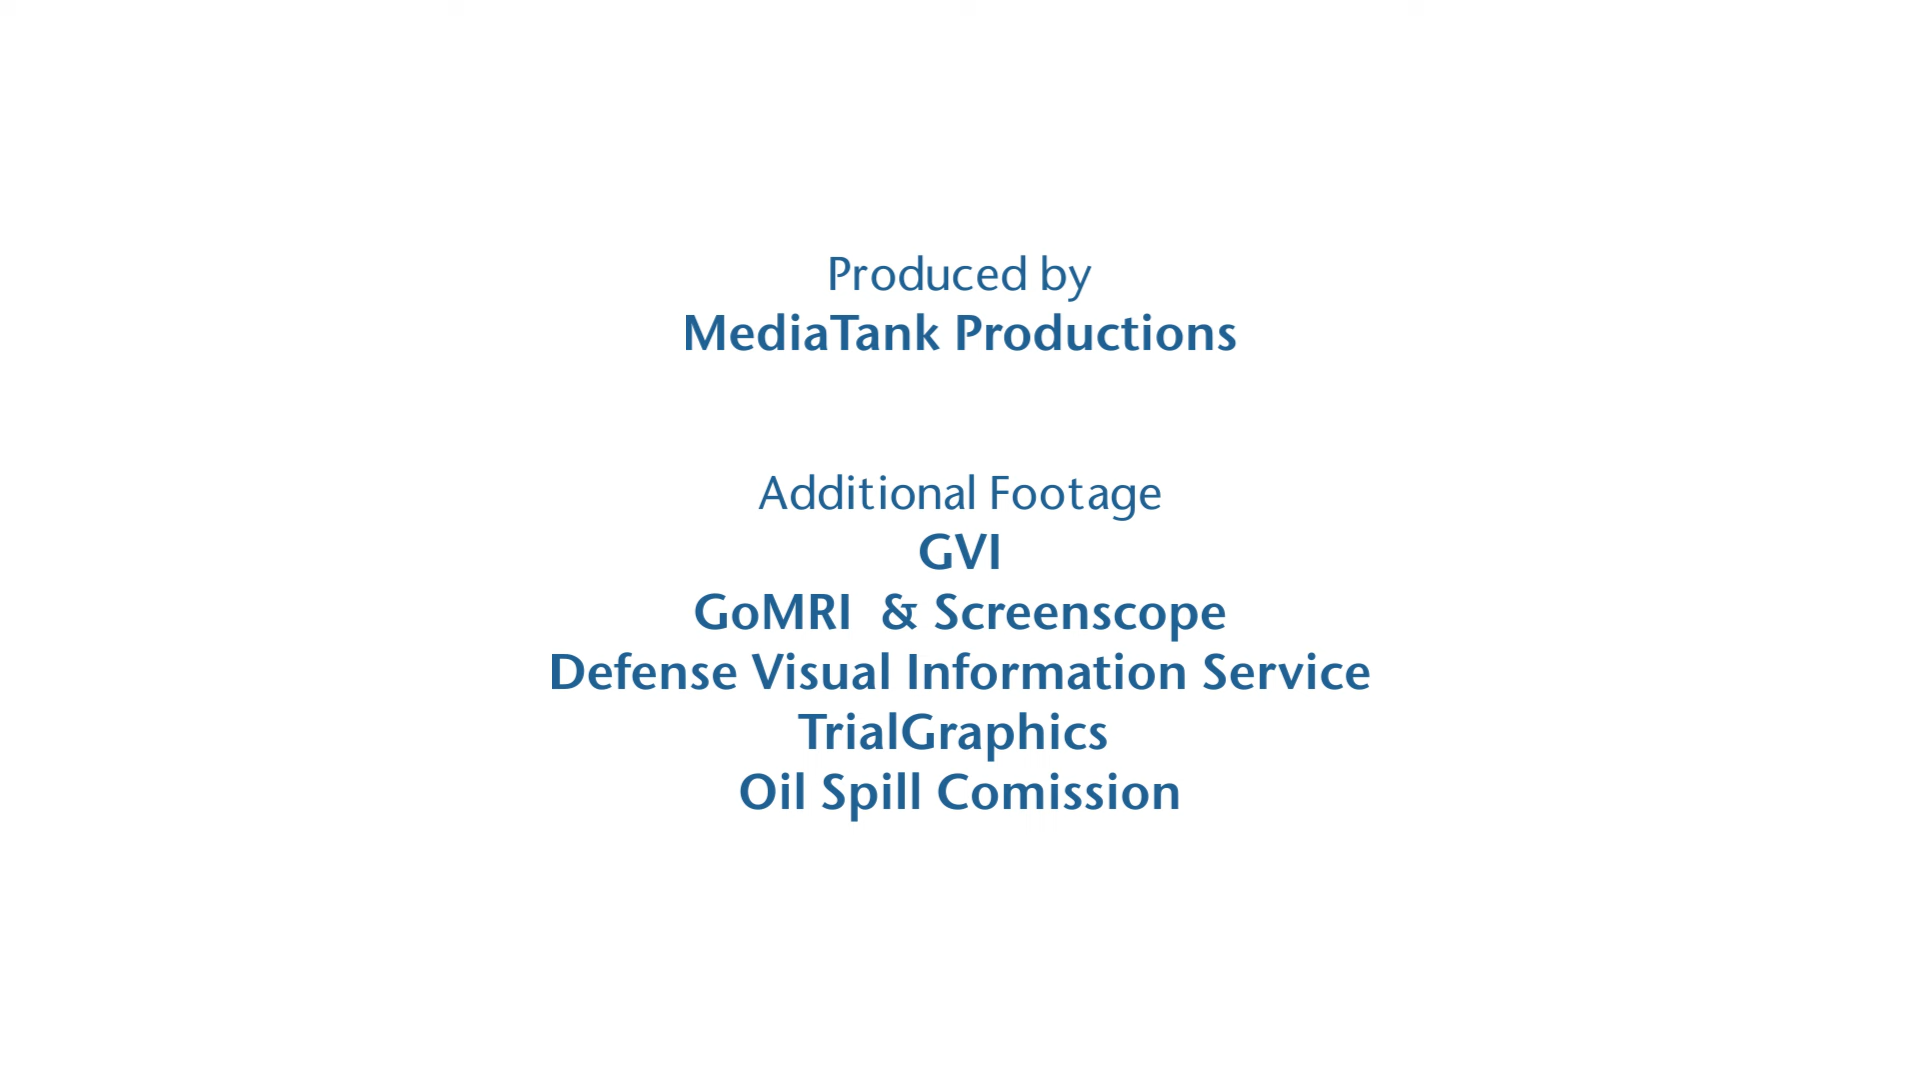 Produced by
MediaTank Productions
Additional Footage
GVI
GoMRI  & Screenscope
Defense Visual Information Service
TrialGraphics
Oil Spill Comission